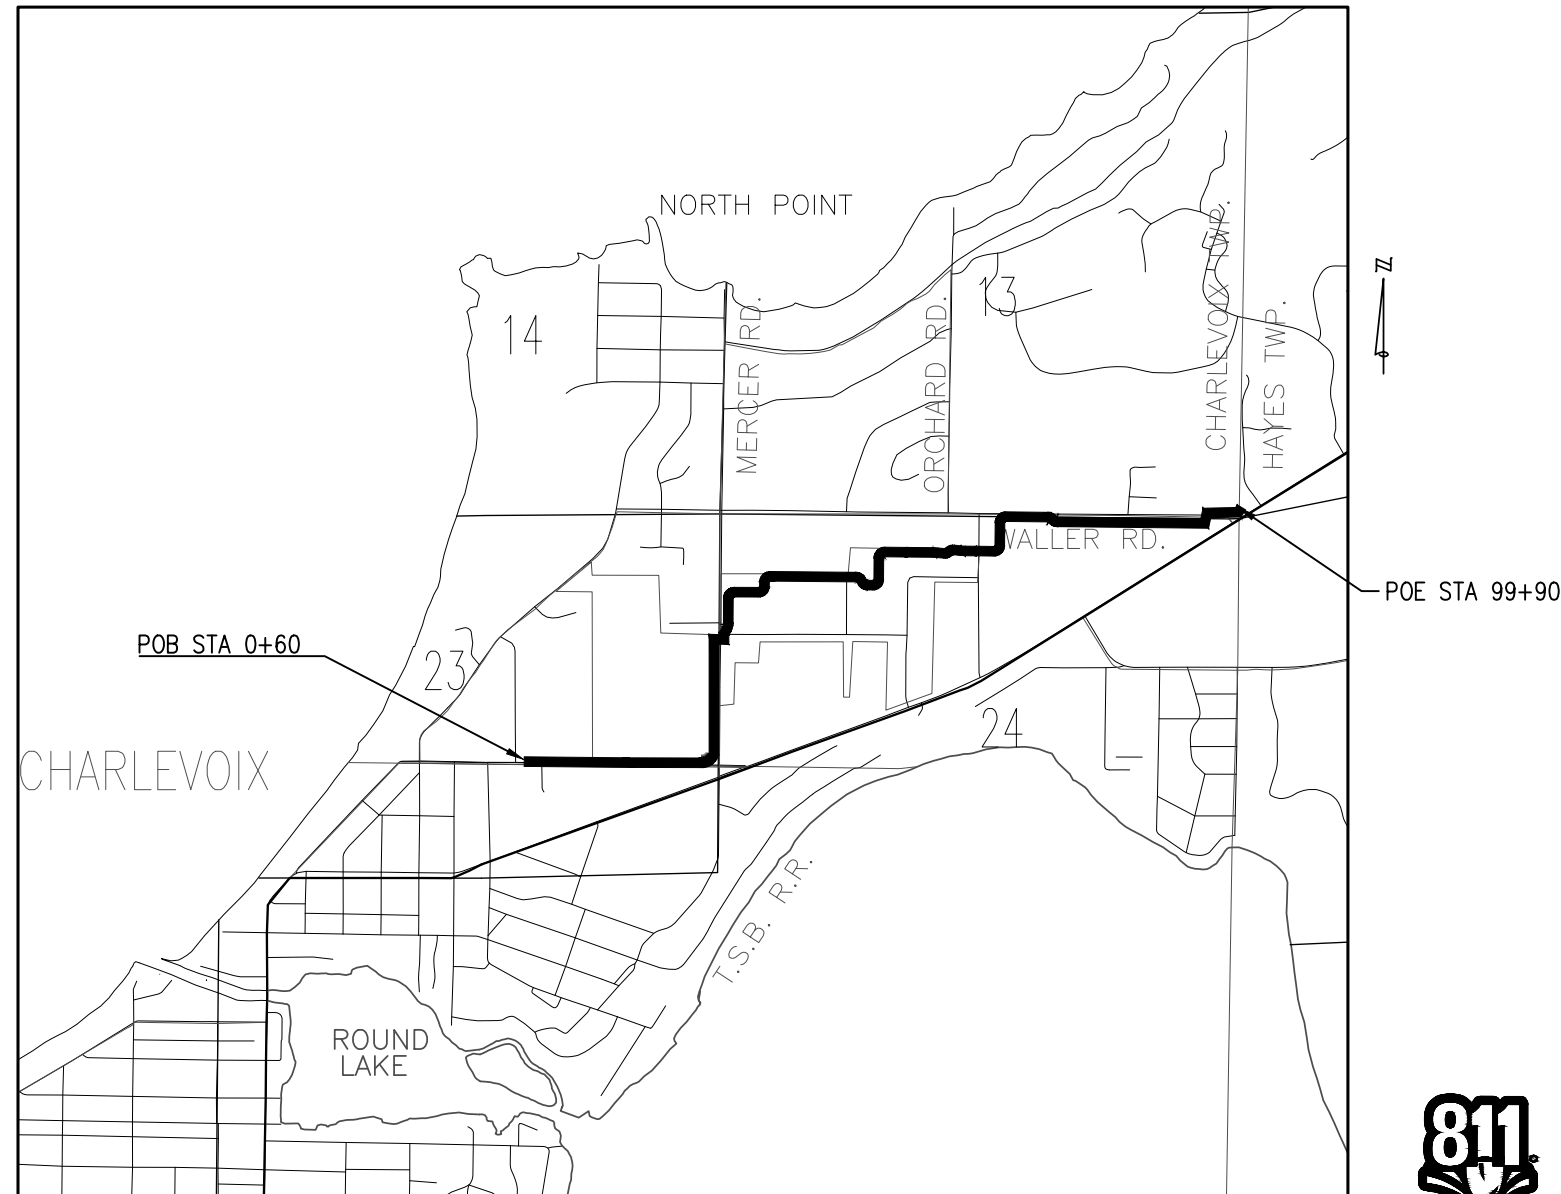 NORTH POINT
14
13
MERCER RD.
ORCHARD RD.
CHARLEVOIX TWP.
HAYES TWP.
N
WALLER RD.
POE STA 99+90
POB STA 0+60
23
24
CHARLEVOIX
T.S.B. R.R.
ROUND
LAKE
811